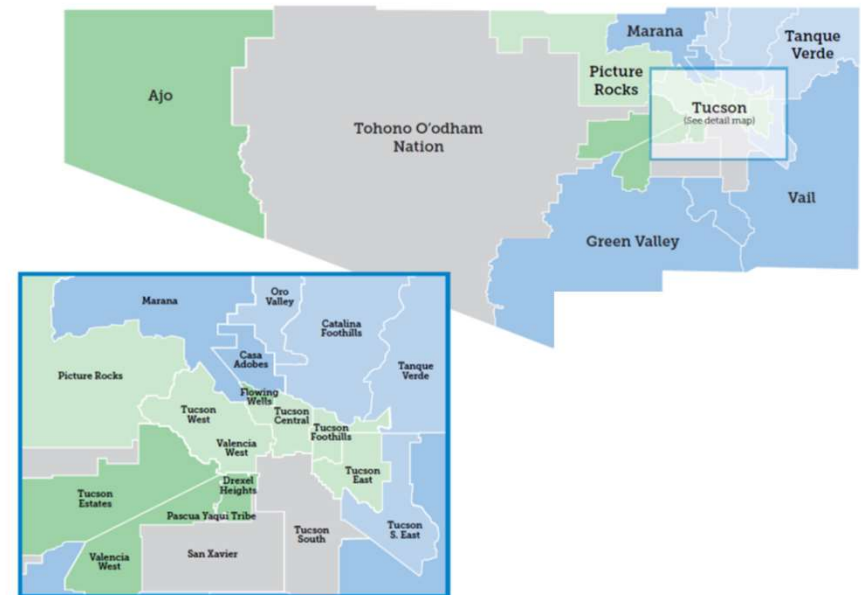 Ajo
Tohono O'odham
Nation
Marana
Tanque
Verde
Picture
Rocks
Tucson
(See detail map)
Vail
Green Valley
Marana
Oro
Valley
Catalina
Foothills
Casa
Adobes
Tanque
Verde
Picture Rocks
Flowing
Wells
Tucson
West
Tucson
Central
Tucson
Foothills
Valencia
West
Tucson
East
Drexel
Heights
Tucson
Estates
Pascua Yaqui Tribe
Tucson
South
Tucson
S. East
Valencia
West
San Xavier